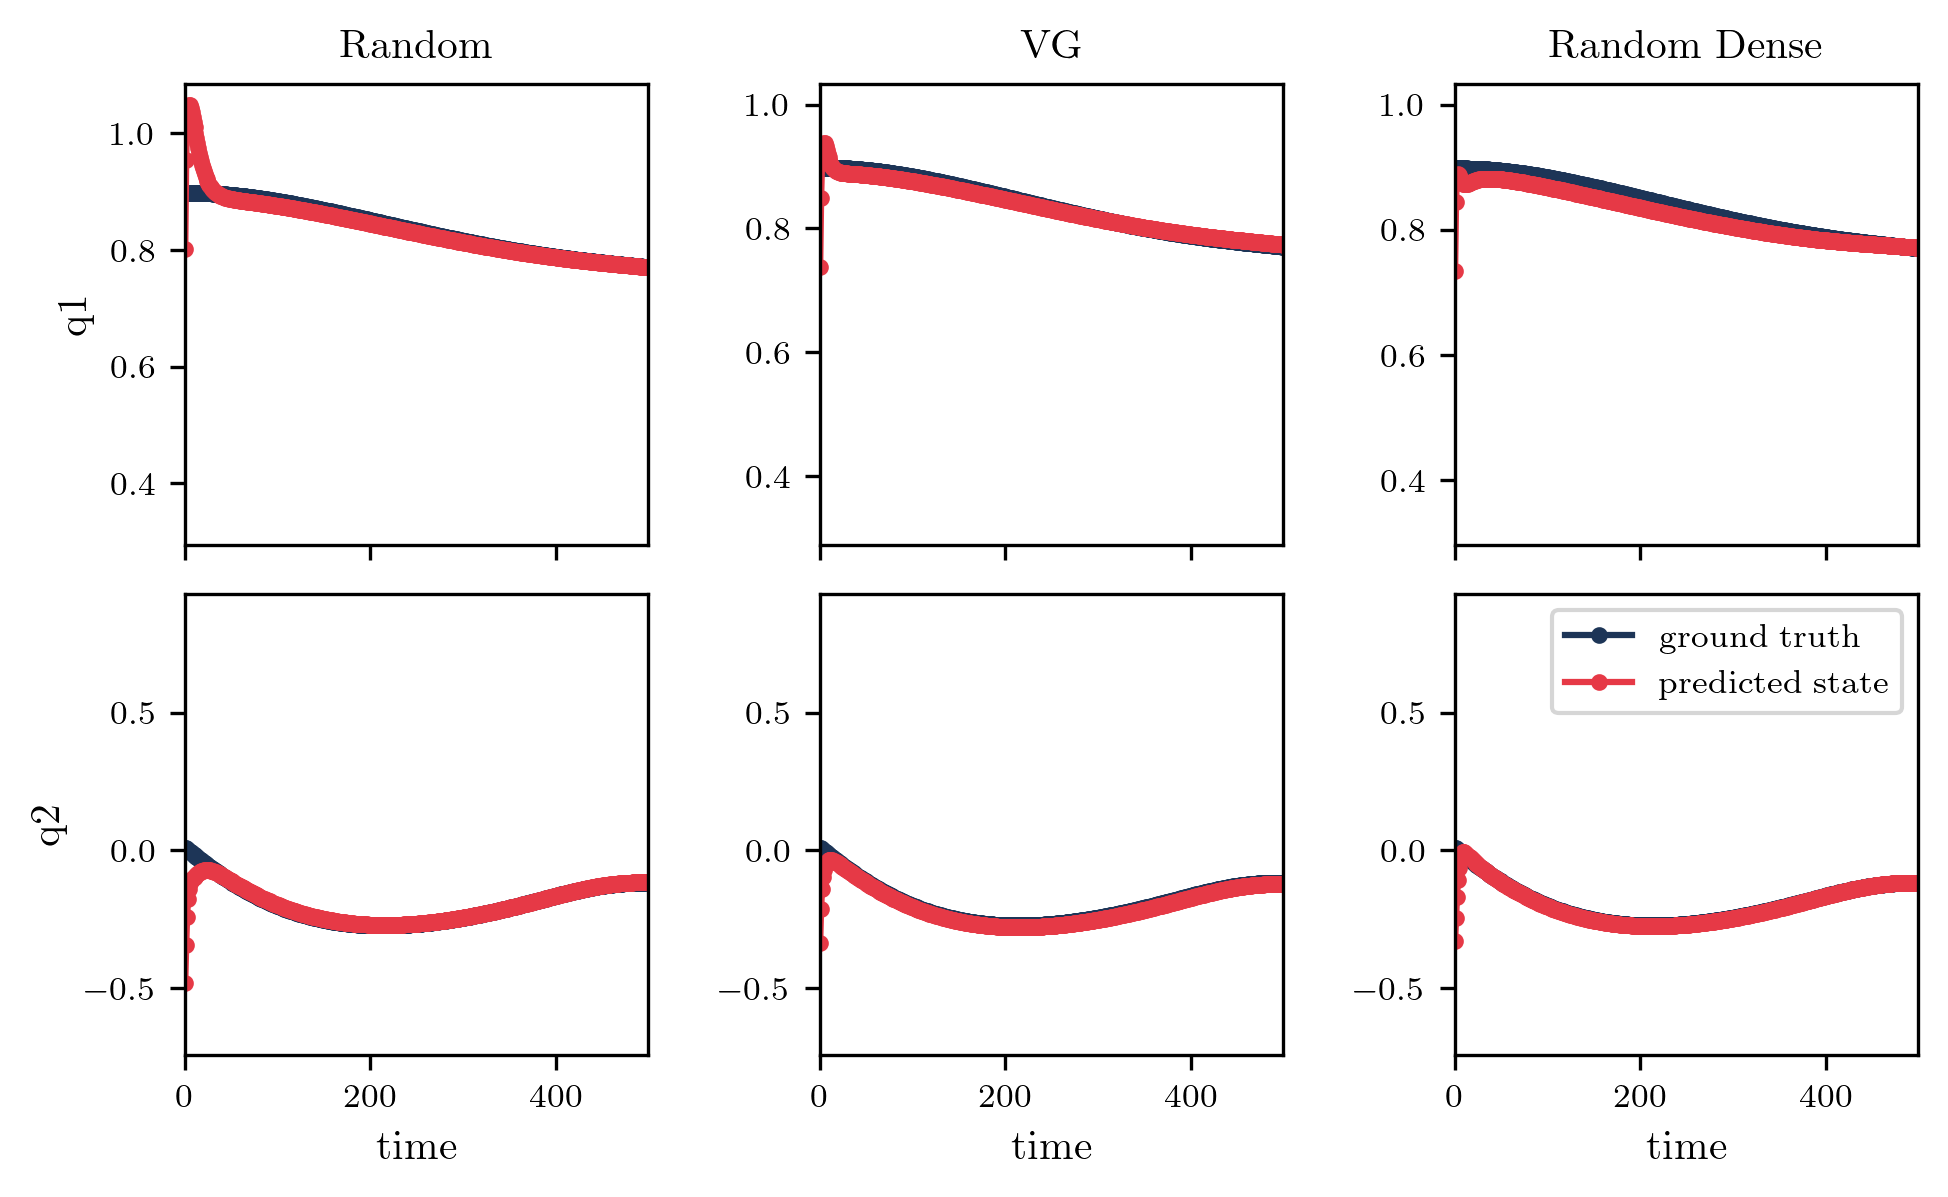 Random VG Random Dense
1.0 1.0 1.0
0.8 0.8 0.8
q1
0.6 0.6 0.6
0.4 0.4 0.4
ground truth
predicted state
0.5 0.5 0.5
q2
0.0 0.0 0.0
−0.5 −0.5 −0.5
0 200 400 0 200 400 0 200 400
time time time